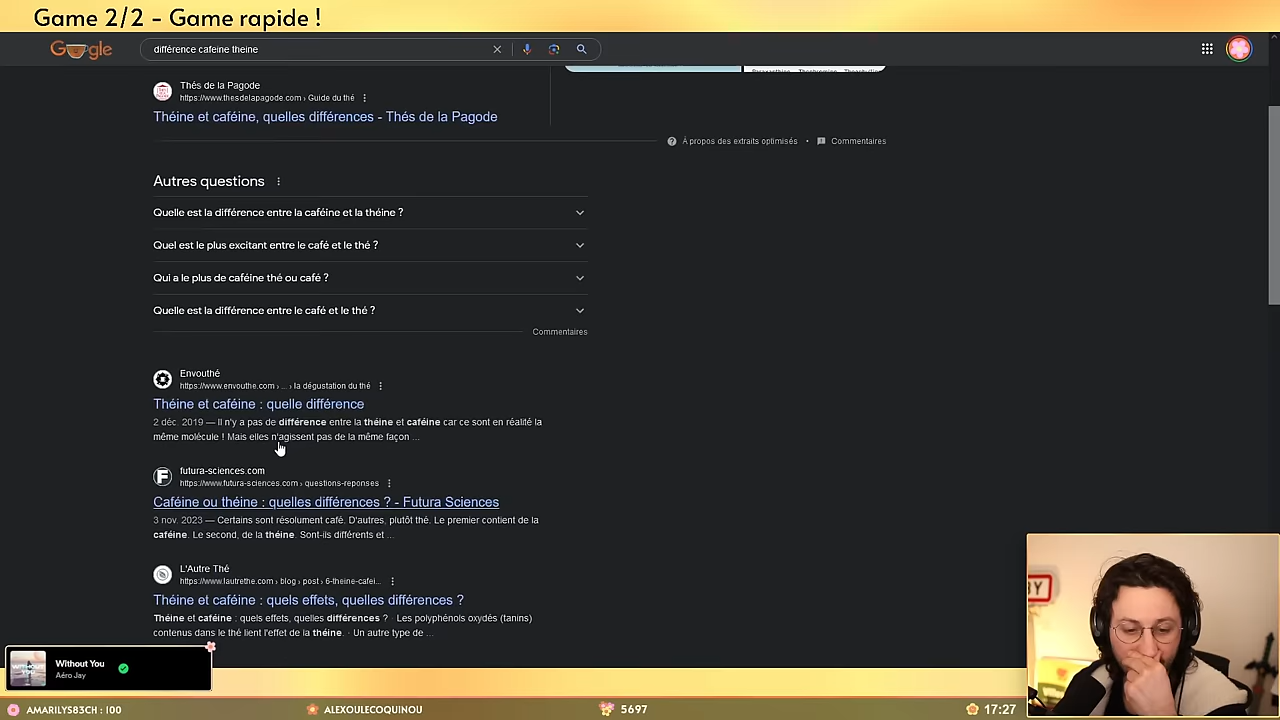 Game 2/2 - Game rapide !
Google
différence cafeine theine
Thés de la Pagode
https://www.thesdelapagode.com › Guide du thé
Théine et caféine, quelles différences - Thés de la Pagode
À propos des extraits optimisés • Commentaires
Autres questions
Quelle est la différence entre la caféine et la théine ?
Quel est le plus excitant entre le café et le thé ?
Qui a le plus de caféine thé ou café ?
Quelle est la différence entre le café et le thé ?
Commentaires
Envouthé
https://www.envouthe.com › ... › la dégustation du thé
Théine et caféine : quelle différence
2 déc. 2019 — Il n'y a pas de différence entre la théine et caféine car ce sont en réalité la
même molécule ! Mais elles n'agissent pas de la même façon ...
futura-sciences.com
https://www.futura-sciences.com › questions-reponses
Caféine ou théine : quelles différences ? - Futura Sciences
3 nov. 2023 — Certains sont résolument café. D'autres, plutôt thé. Le premier contient de la
caféine. Le second, de la théine. Sont-ils différents et ...
L'Autre Thé
https://www.lautrethe.com › blog › post › 6-theine-cafei...
Théine et caféine : quels effets, quelles différences ?
Théine et caféine : quels effets, quelles différences ? · Les polyphénols oxydés (tanins)
contenus dans le thé lient l'effet de la théine. · Un autre type de ...
Without You
Aéro Jay
AMARILYS83CH : 100
ALEXOULECOQUINOU
5697
17:27